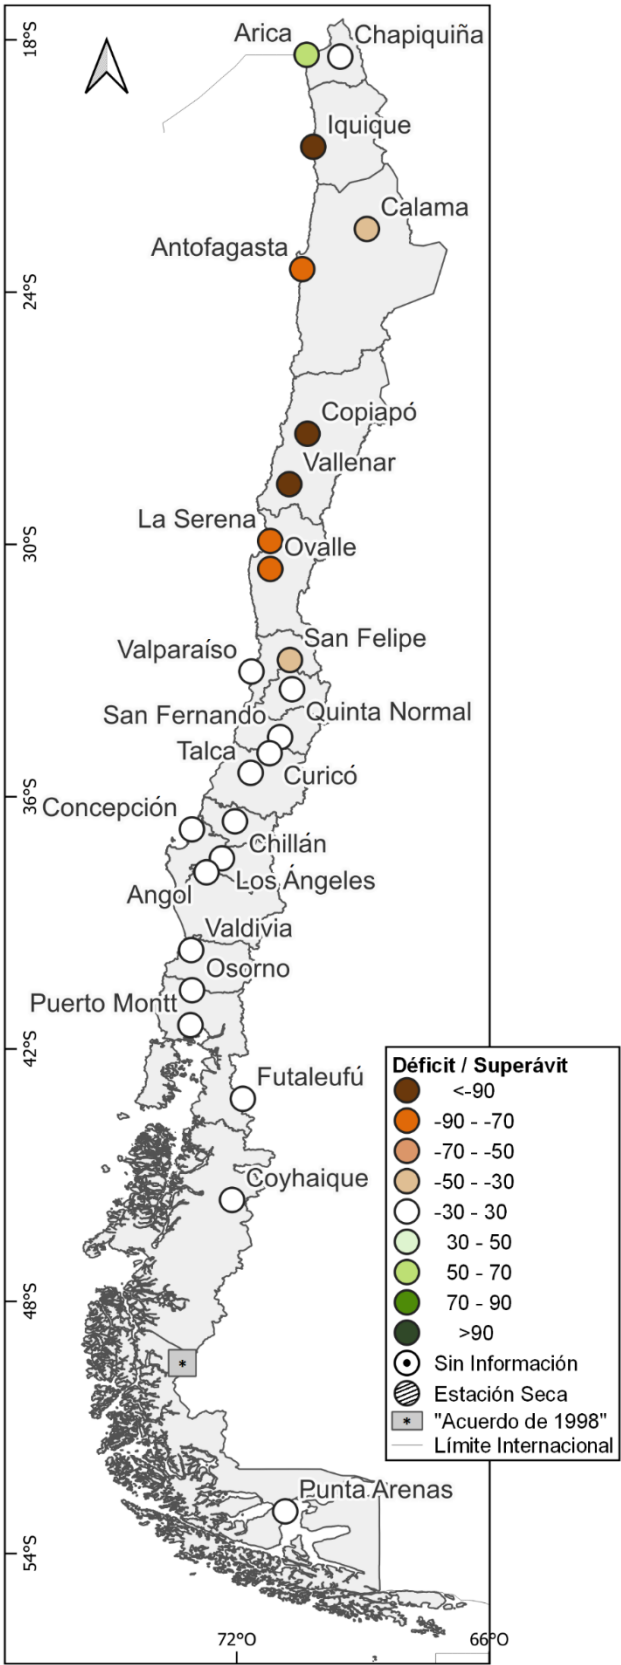 18°S
Arica
Chapiquiña
Iquique
Calama
Antofagasta
24°S
Copiapó
Vallenar
La Serena
30°S
Ovalle
San Felipe
Valparaíso
Quinta Normal
San Fernando
Talca
Curicó
36°S
Concepción
Chillán
Los Ángeles
Angol
Valdivia
Osorno
Puerto Montt
42°S
Futaleufú
Coyhaique
48°S
*
Punta Arenas
54°S
72°O
66°O
Déficit / Superávit
<-90
-90 - -70
-70 - -50
-50 - -30
-30 - 30
30 - 50
50 - 70
70 - 90
>90
Sin Información
Estación Seca
* "Acuerdo de 1998"
Límite Internacional